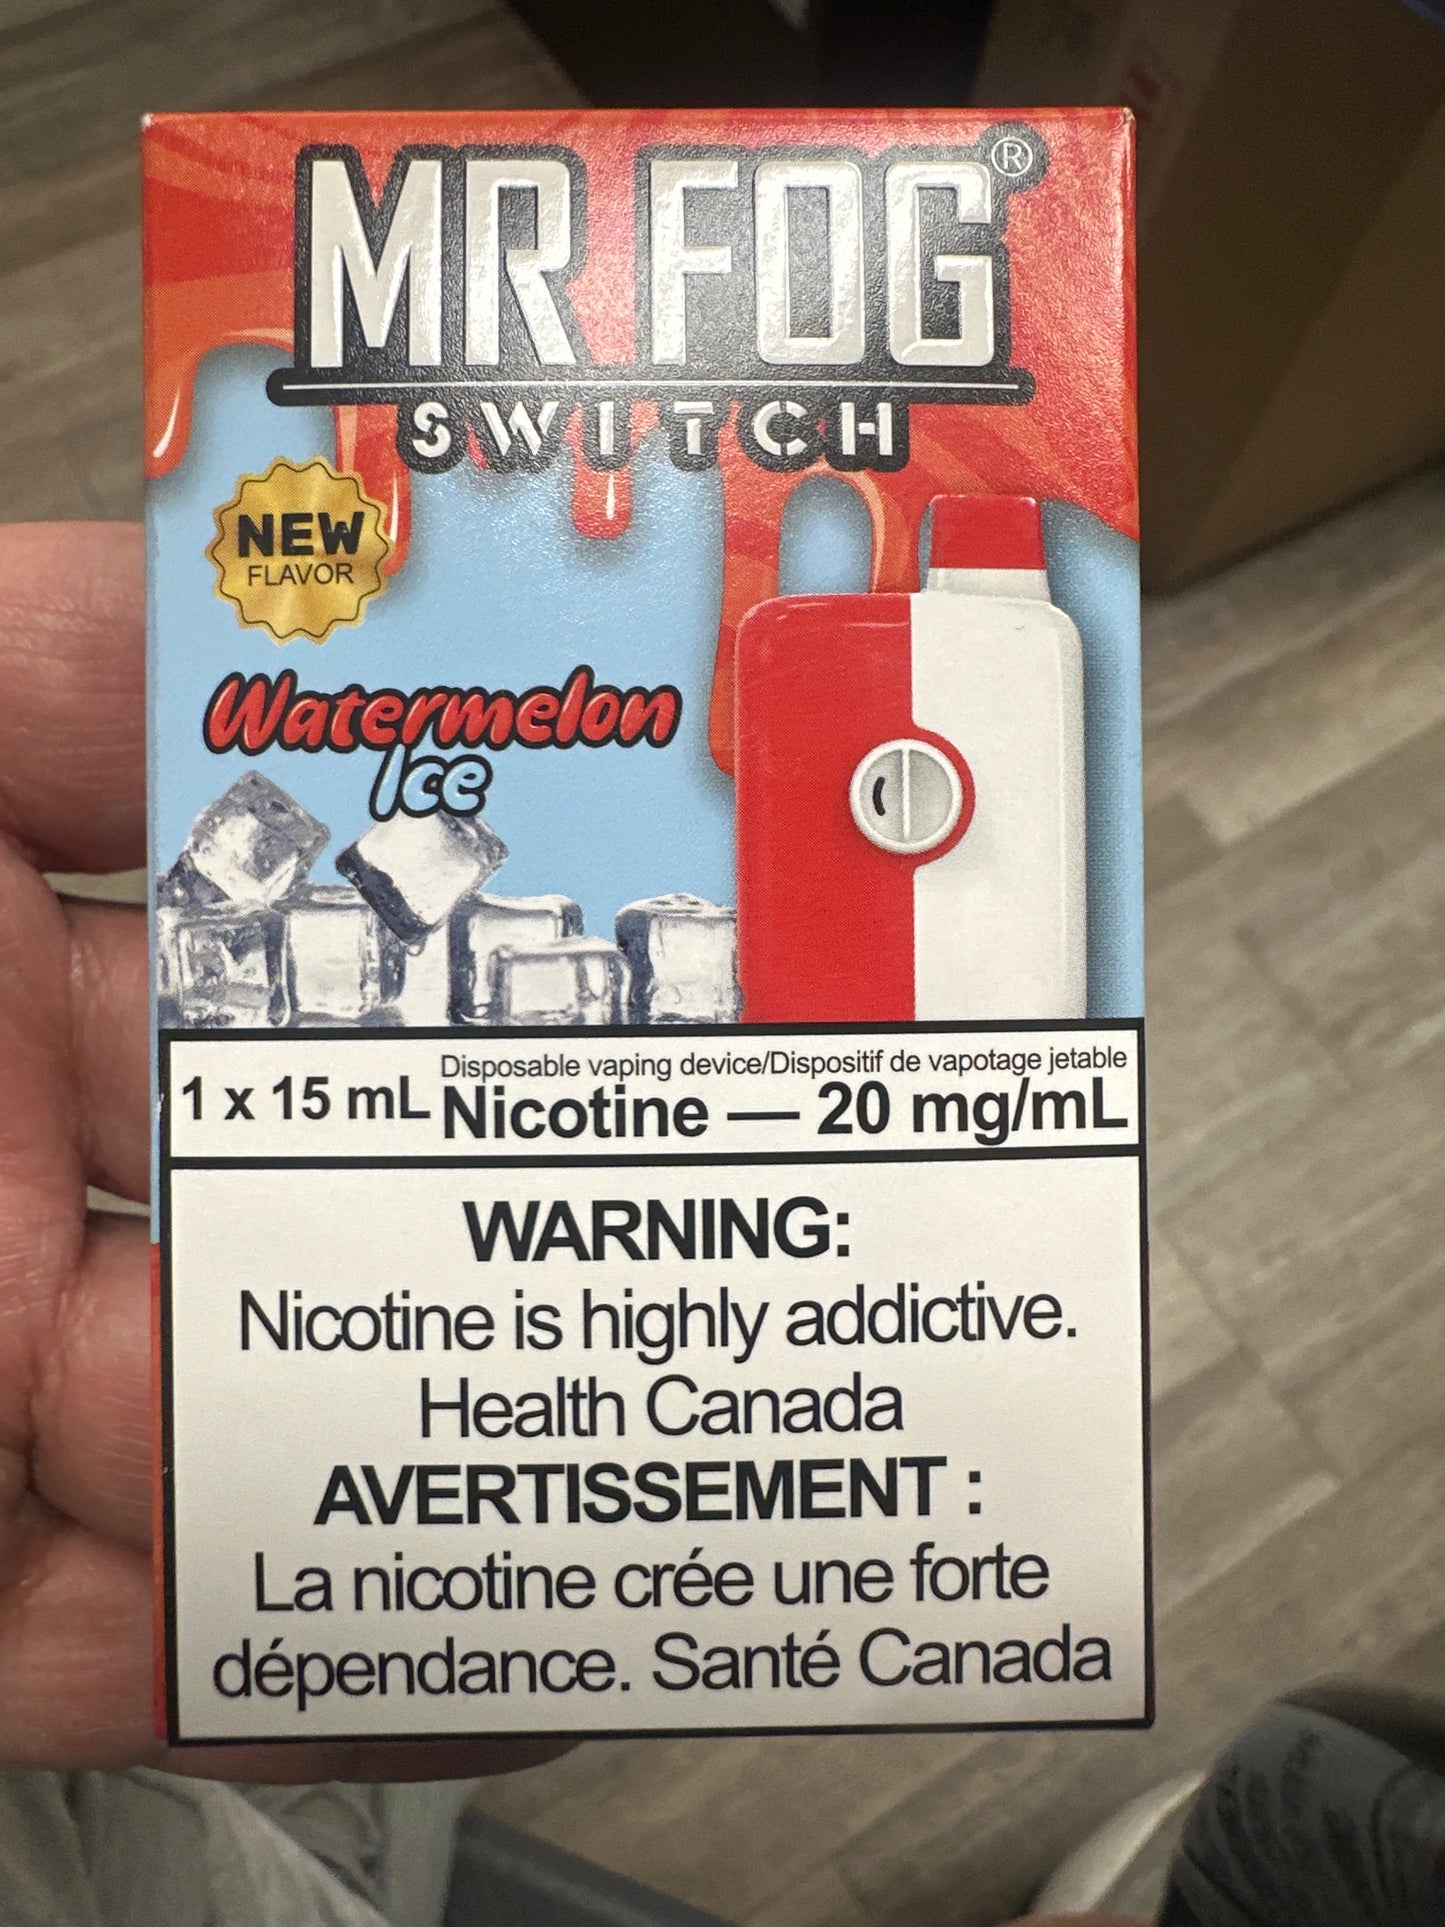 MR FOG®
SWITCH
NEW
FLAVOR
Watermelon
Ice
1 x 15 mL
Disposable vaping device/Dispositif de vapotage jetable
Nicotine — 20 mg/mL
WARNING:
Nicotine is highly addictive.
Health Canada
AVERTISSEMENT :
La nicotine crée une forte
dépendance. Santé Canada